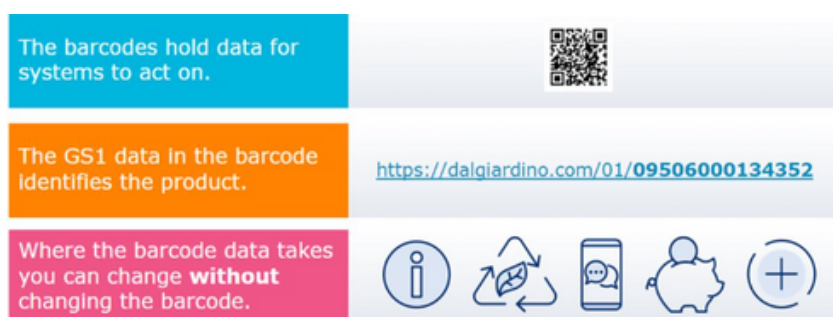 The barcodes hold data for
systems to act on.
The GS1 data in the barcode
identifies the product.
https://dalgiardino.com/01/09506000134352
Where the barcode data takes
you can change without
changing the barcode.